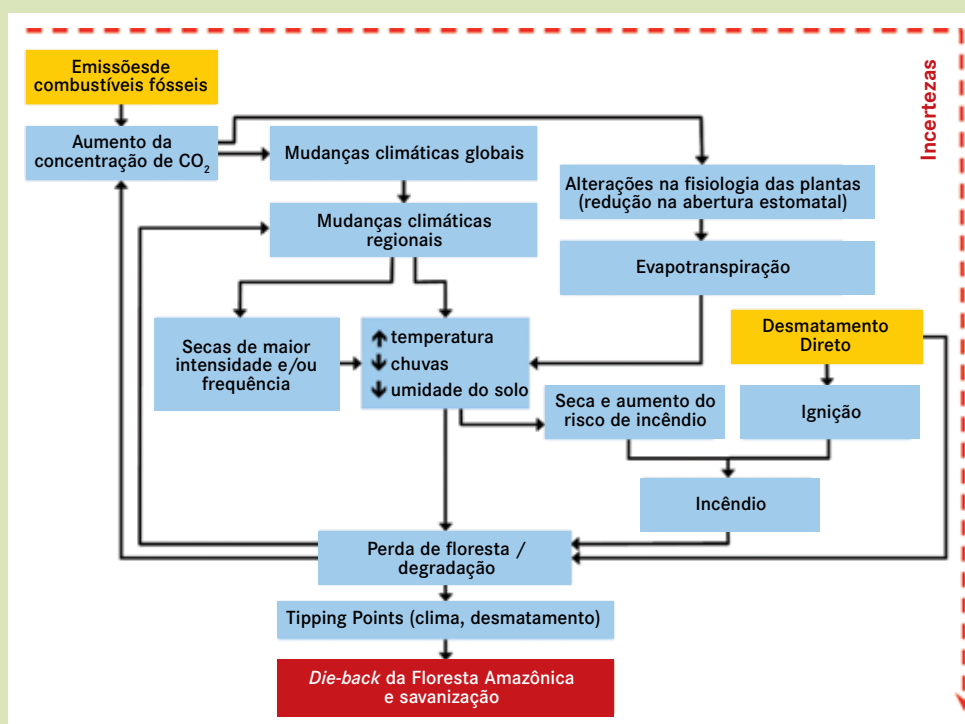 Emissõesde
combustíveis fósseis
Incertezas
Aumento da
concentração de CO₂
Mudanças climáticas globais
Alterações na fisiologia das plantas
(redução na abertura estomatal)
Mudanças climáticas
regionais
Evapotranspiração
Secas de maior
intensidade e/ou
frequência
↑ temperatura
↓ chuvas
↓ umidade do solo
Desmatamento
Direto
Seca e aumento do
risco de incêndio
Ignição
Incêndio
Perda de floresta /
degradação
Tipping Points (clima, desmatamento)
Die-back da Floresta Amazônica
e savanização